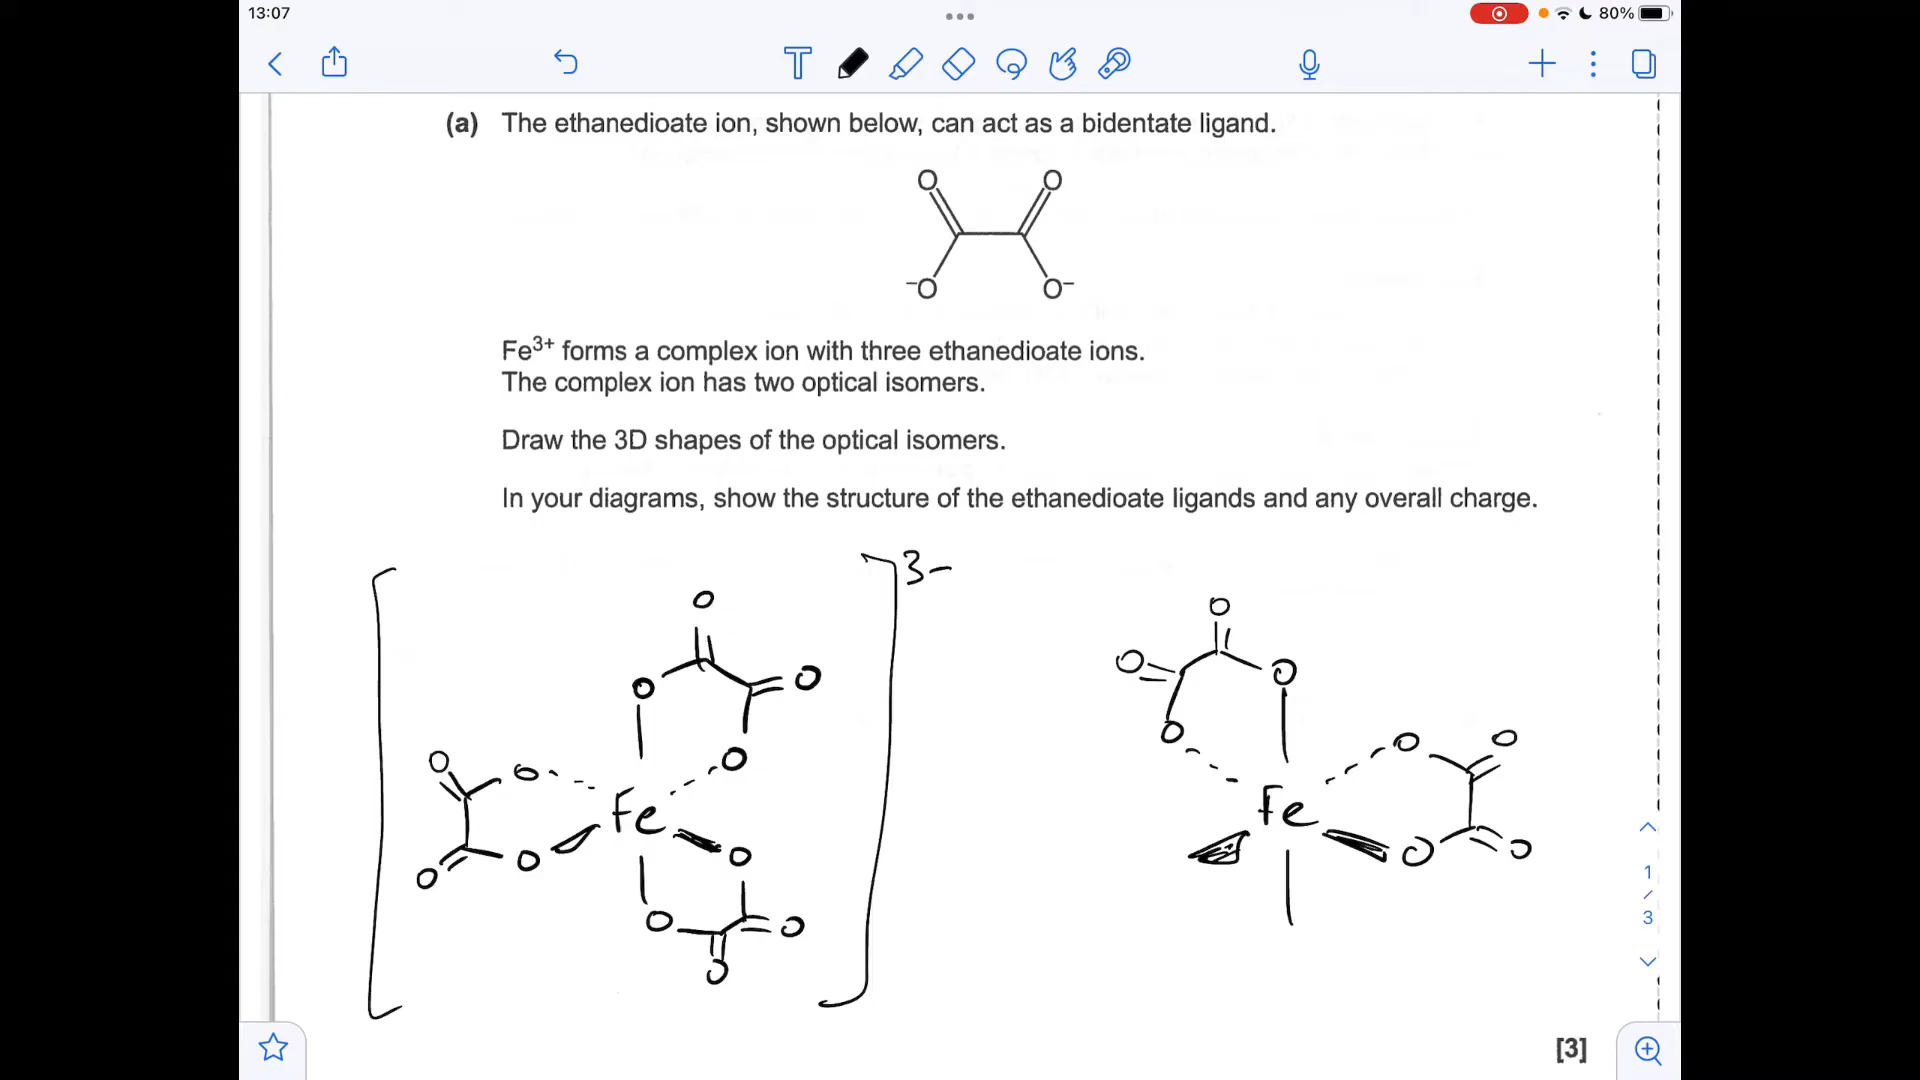 13:07
80%
T
(a) The ethanedioate ion, shown below, can act as a bidentate ligand.
O O
⁻O O⁻
Fe³⁺ forms a complex ion with three ethanedioate ions.
The complex ion has two optical isomers.
Draw the 3D shapes of the optical isomers.
In your diagrams, show the structure of the ethanedioate ligands and any overall charge.
3-
O
O O
O O
O Fe
O O O
O O
O
O
O O
O O O
Fe
O O
1
/
3
[3]